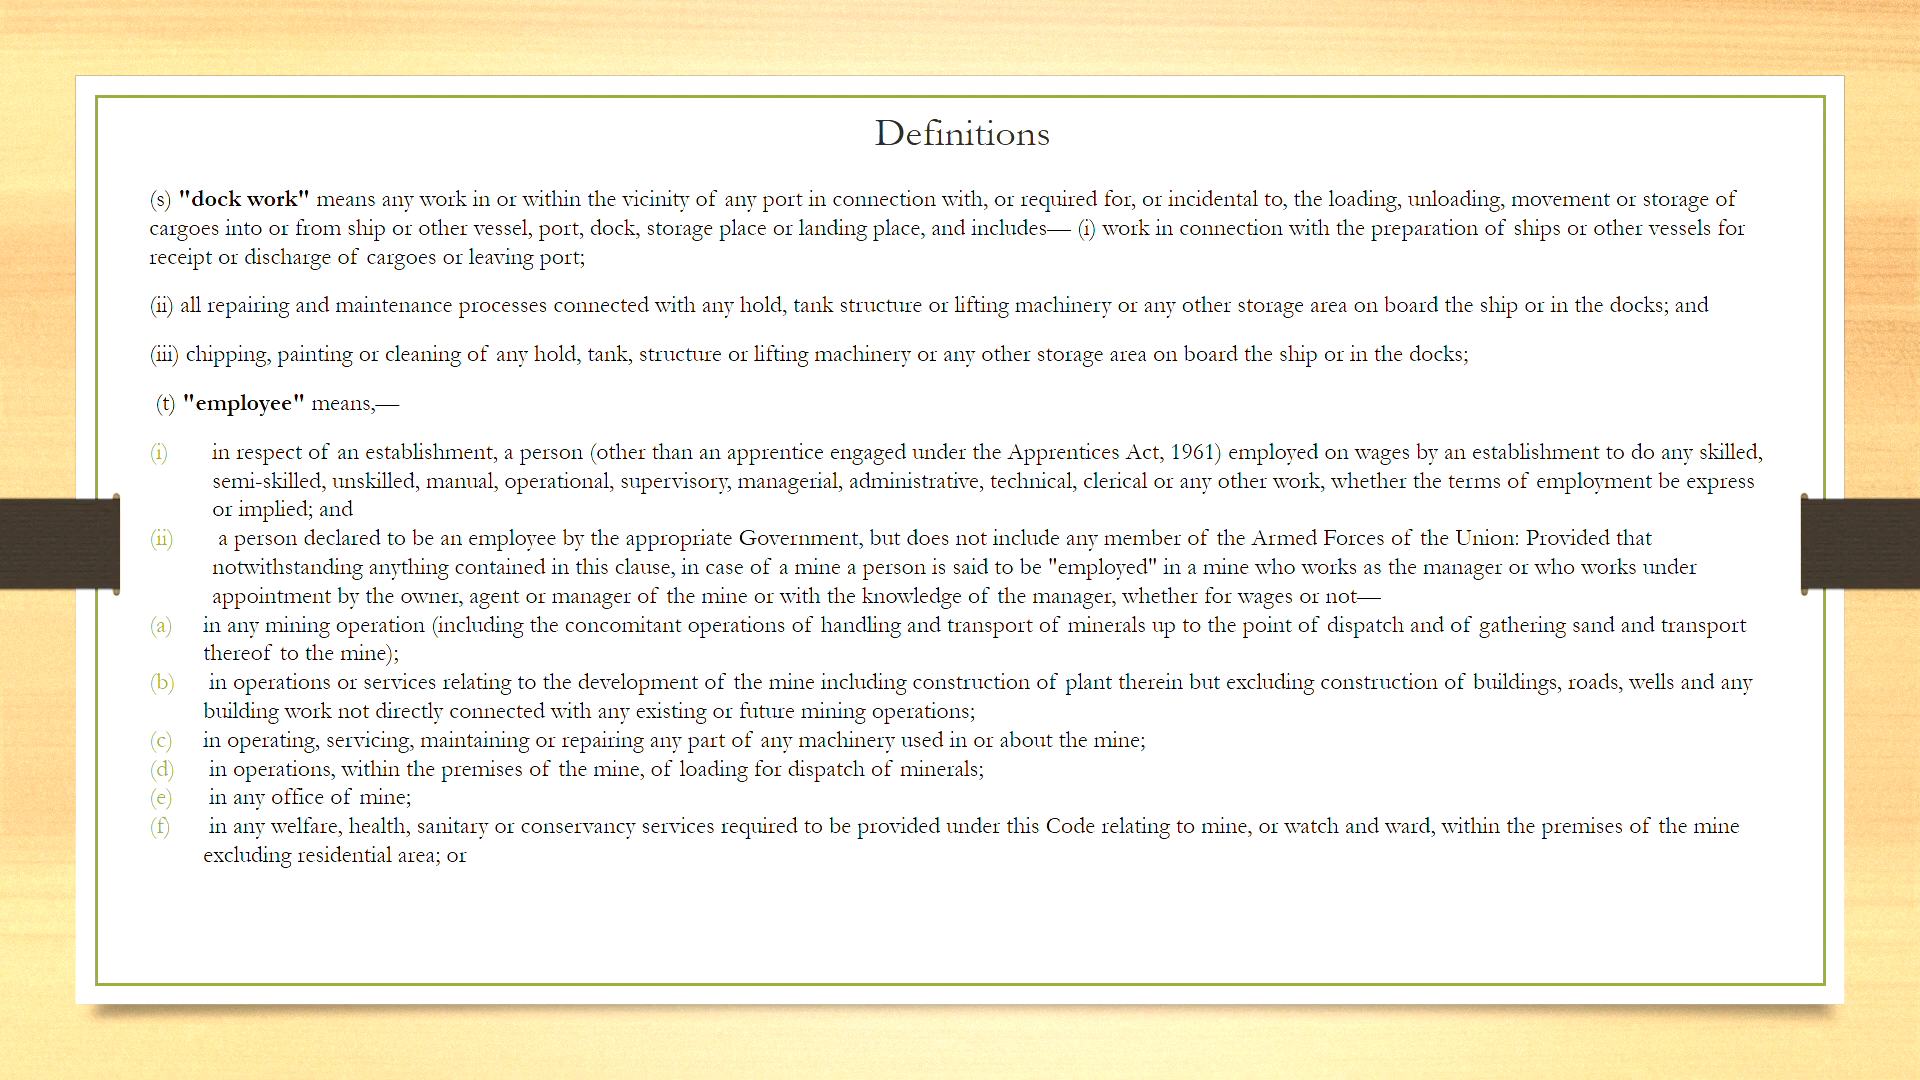 Definitions
(s) "dock work" means any work in or within the vicinity of any port in connection with, or required for, or incidental to, the loading, unloading, movement or storage of
cargoes into or from ship or other vessel, port, dock, storage place or landing place, and includes— (i) work in connection with the preparation of ships or other vessels for
receipt or discharge of cargoes or leaving port;
(ii) all repairing and maintenance processes connected with any hold, tank structure or lifting machinery or any other storage area on board the ship or in the docks; and
(iii) chipping, painting or cleaning of any hold, tank, structure or lifting machinery or any other storage area on board the ship or in the docks;
(t) "employee" means,—
(i) in respect of an establishment, a person (other than an apprentice engaged under the Apprentices Act, 1961) employed on wages by an establishment to do any skilled,
semi-skilled, unskilled, manual, operational, supervisory, managerial, administrative, technical, clerical or any other work, whether the terms of employment be express
or implied; and
(ii) a person declared to be an employee by the appropriate Government, but does not include any member of the Armed Forces of the Union: Provided that
notwithstanding anything contained in this clause, in case of a mine a person is said to be "employed" in a mine who works as the manager or who works under
appointment by the owner, agent or manager of the mine or with the knowledge of the manager, whether for wages or not—
(a) in any mining operation (including the concomitant operations of handling and transport of minerals up to the point of dispatch and of gathering sand and transport
thereof to the mine);
(b) in operations or services relating to the development of the mine including construction of plant therein but excluding construction of buildings, roads, wells and any
building work not directly connected with any existing or future mining operations;
(c) in operating, servicing, maintaining or repairing any part of any machinery used in or about the mine;
(d) in operations, within the premises of the mine, of loading for dispatch of minerals;
(e) in any office of mine;
(f) in any welfare, health, sanitary or conservancy services required to be provided under this Code relating to mine, or watch and ward, within the premises of the mine
excluding residential area; or